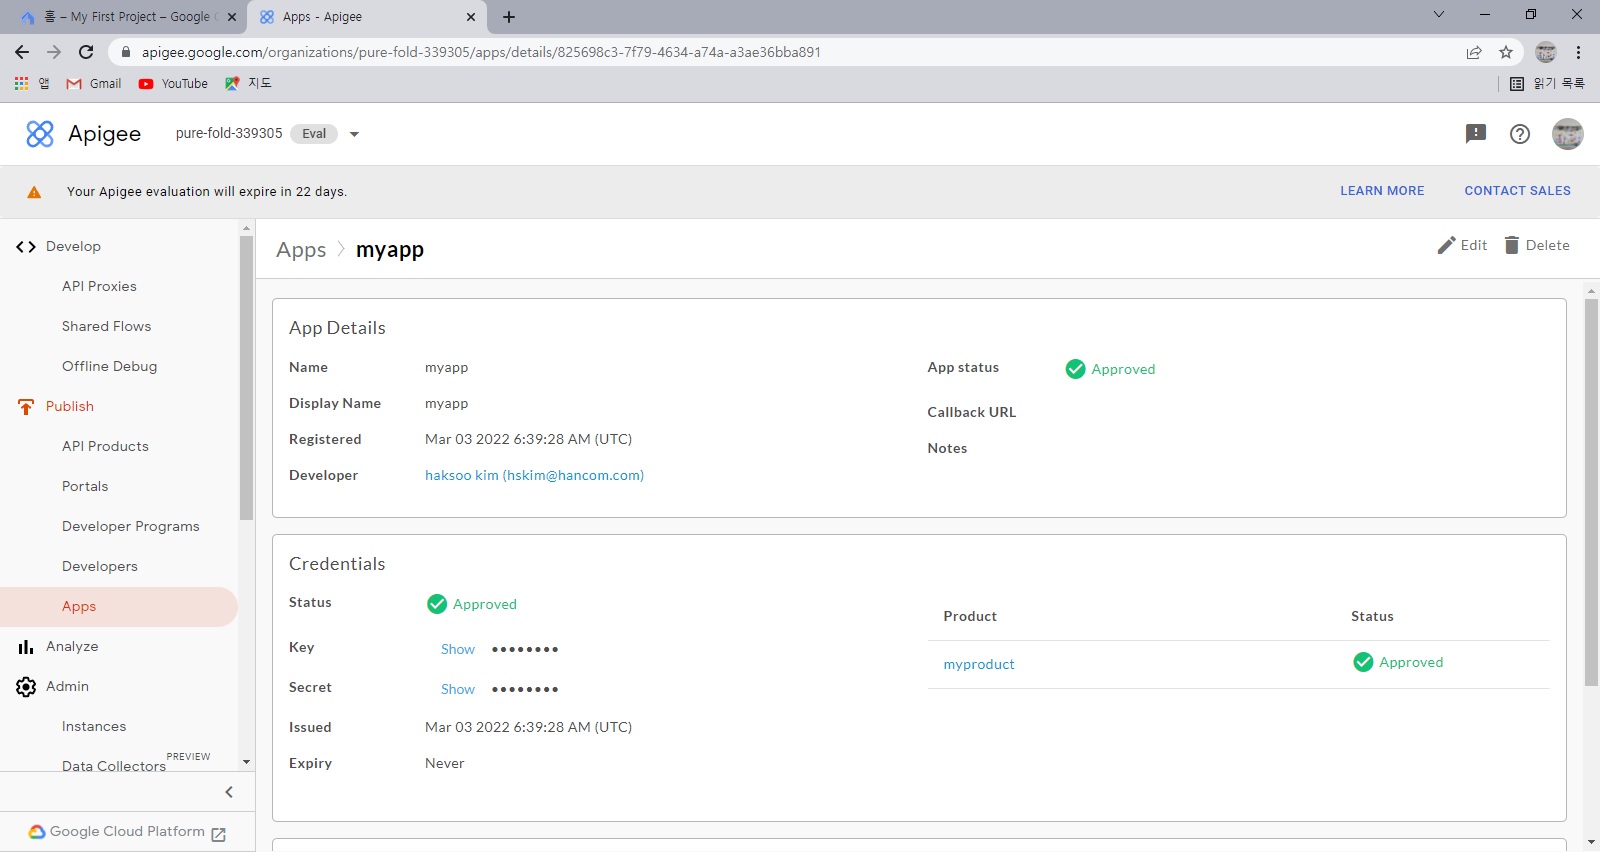 홈 – My First Project – Google
Apps - Apigee
apigee.google.com/organizations/pure-fold-339305/apps/details/825698c3-7f79-4634-a74a-a3ae36bba891
앱
Gmail
YouTube
지도
읽기 목록
Apigee
pure-fold-339305
Eval
Your Apigee evaluation will expire in 22 days.
LEARN MORE
CONTACT SALES
Develop
API Proxies
Shared Flows
Offline Debug
Publish
API Products
Portals
Developer Programs
Developers
Apps
Analyze
Admin
Instances
Data Collectors PREVIEW
Google Cloud Platform
Apps
myapp
Edit
Delete
App Details
Name myapp
Display Name myapp
Registered Mar 03 2022 6:39:28 AM (UTC)
Developer haksoo kim (hskim@hancom.com)
App status Approved
Callback URL
Notes
Credentials
Status Approved
Key Show ••••••••
Secret Show ••••••••
Issued Mar 03 2022 6:39:28 AM (UTC)
Expiry Never
Product Status
myproduct Approved